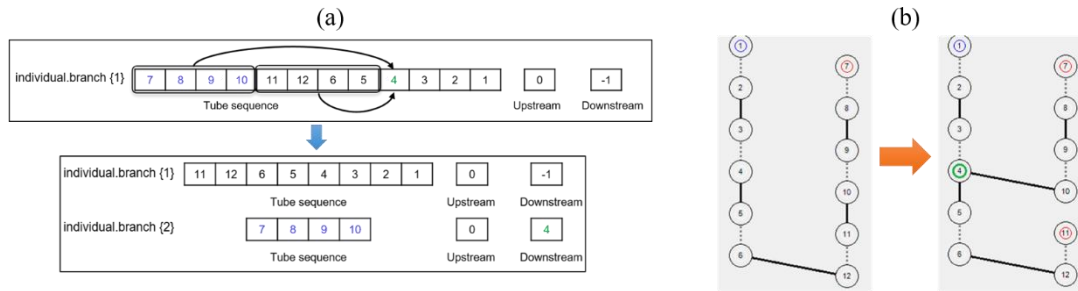 (a)
individual.branch {1} 7 8 9 10 11 12 6 5 4 3 2 1 0 -1
Tube sequence Upstream Downstream
individual.branch {1} 11 12 6 5 4 3 2 1 0 -1
Tube sequence Upstream Downstream
individual.branch {2} 7 8 9 10 0 4
Tube sequence Upstream Downstream
(b)
1 1
7 7
2 2
8 8
3 3
9 9
4 4
10 10
5 5
11 11
6 6
12 12